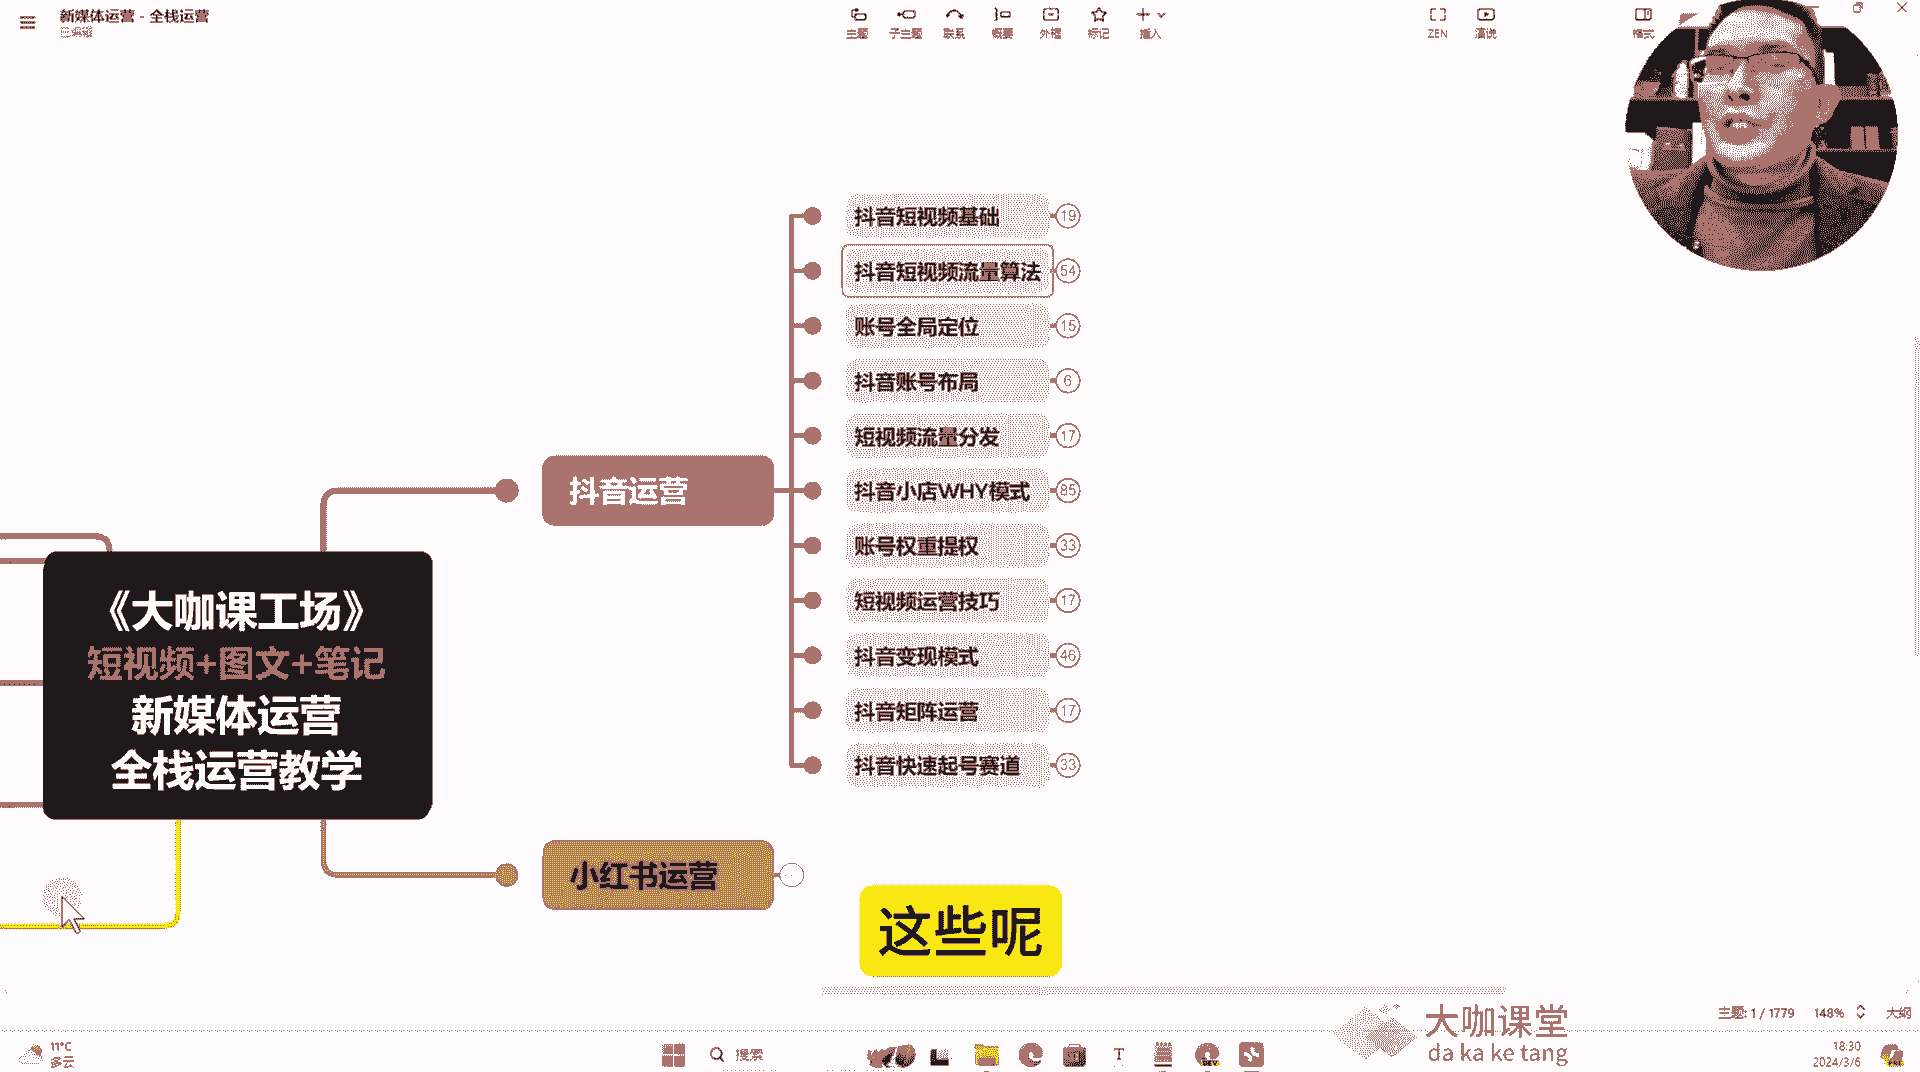 新媒体运营 - 全栈运营
已编辑
主题
子主题
联系
概要
外框
标记
插入
ZEN
演说
格式
抖音短视频基础 19
抖音短视频流量算法 54
账号全局定位 15
抖音账号布局 6
短视频流量分发 17
抖音运营
抖音小店WHY模式 85
账号权重提权 33
短视频运营技巧 17
抖音变现模式 46
抖音矩阵运营 17
抖音快速起号赛道 33
《大咖课工场》
短视频+图文+笔记
新媒体运营
全栈运营教学
小红书运营
这些呢
大咖课堂
da ka ke tang
主题: 1 / 1779
148%
大纲
11°C
多云
搜索
18:30
2024/3/6